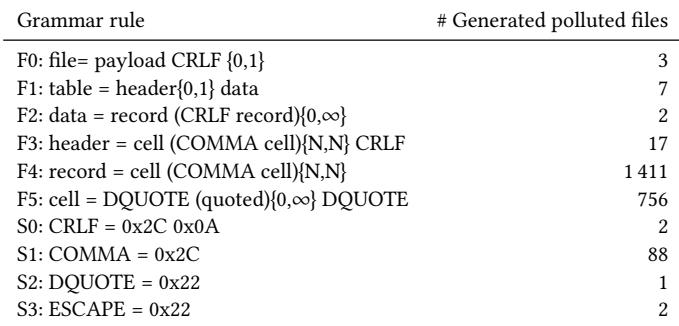 Grammar rule # Generated polluted files
F0: file= payload CRLF {0,1} 3
F1: table = header{0,1} data 7
F2: data = record (CRLF record){0,∞} 2
F3: header = cell (COMMA cell){N,N} CRLF 17
F4: record = cell (COMMA cell){N,N} 1 411
F5: cell = DQUOTE (quoted){0,∞} DQUOTE 756
S0: CRLF = 0x2C 0x0A 2
S1: COMMA = 0x2C 88
S2: DQUOTE = 0x22 1
S3: ESCAPE = 0x22 2